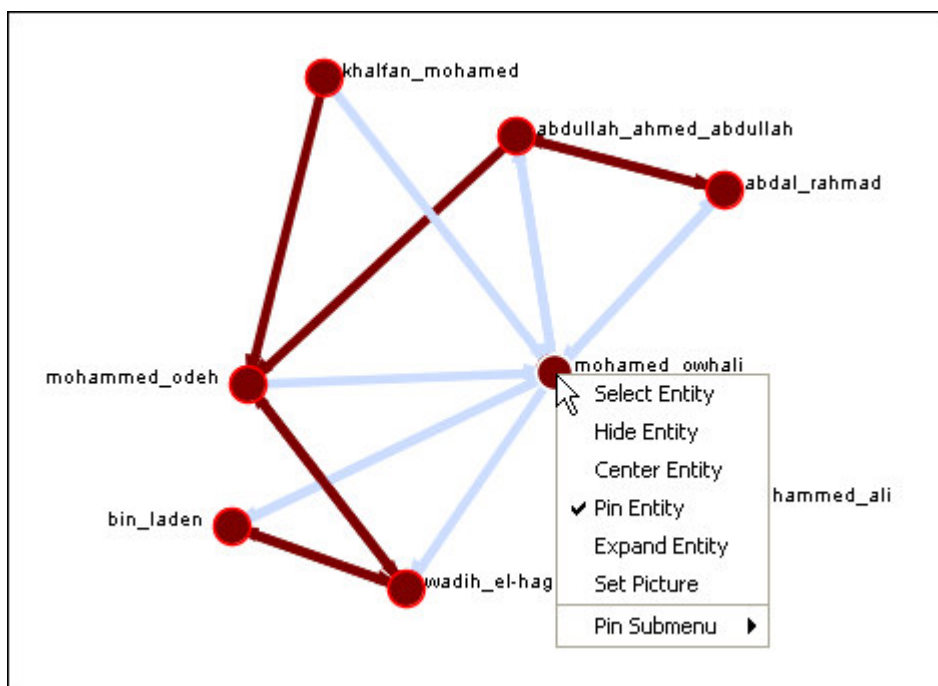 khalfan_mohamed
abdullah_ahmed_abdullah
abdal_rahmad
mohamed_owhali
mohammed_odeh
Select Entity
Hide Entity
Center Entity
hammed_ali
Pin Entity
bin_laden
Expand Entity
wadih_el-hag
Set Picture
Pin Submenu